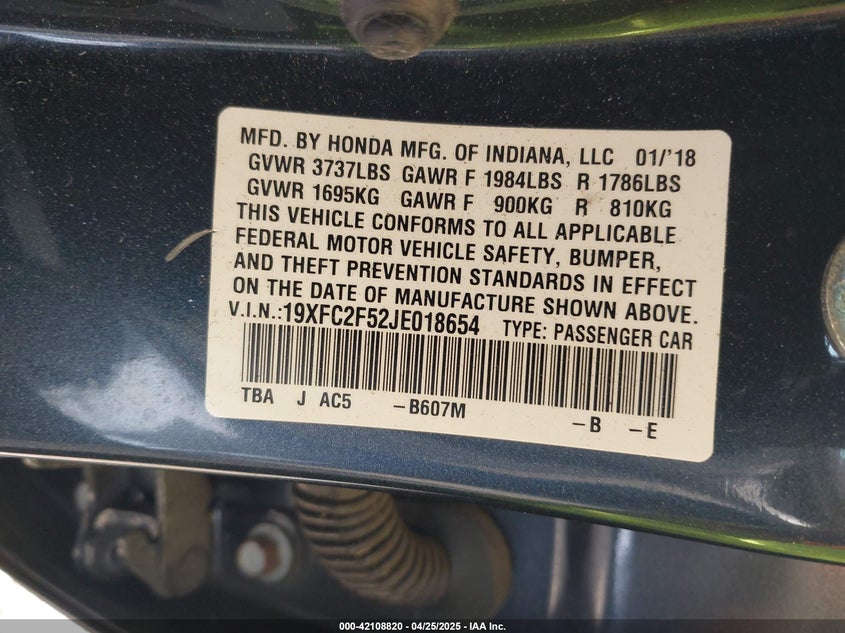 MFD. BY HONDA MFG. OF INDIANA, LLC 01/'18
GVWR 3737LBS GAWR F 1984LBS R 1786LBS
GVWR 1695KG GAWR F 900KG R 810KG
THIS VEHICLE CONFORMS TO ALL APPLICABLE
FEDERAL MOTOR VEHICLE SAFETY, BUMPER,
AND THEFT PREVENTION STANDARDS IN EFFECT
ON THE DATE OF MANUFACTURE SHOWN ABOVE.
V.I.N.:19XFC2F52JE018654 TYPE: PASSENGER CAR
TBA J AC5 -B607M -B -E
000-42108820 - 04/25/2025 - IAA Inc.